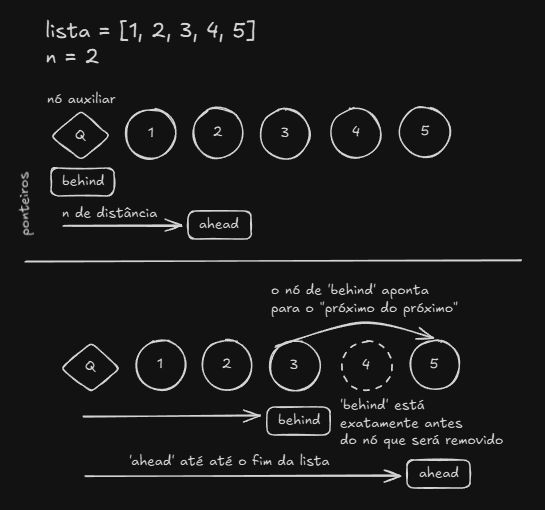 lista = [1, 2, 3, 4, 5]
n = 2
nó auxiliar
Q 1 2 3 4 5
behind
ponteiros
n de distância
ahead
o nó de 'behind' aponta
para o "próximo do próximo"
Q 1 2 3 4 5
behind
'behind' está
exatamente antes
do nó que será removido
'ahead' até até o fim da lista
ahead